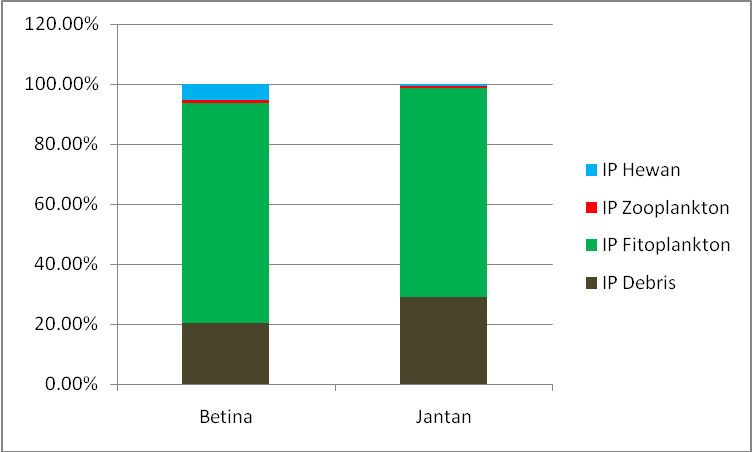 120.00%
100.00%
80.00%
60.00%
40.00%
20.00%
0.00%
Betina
Jantan
IP Hewan
IP Zooplankton
IP Fitoplankton
IP Debris